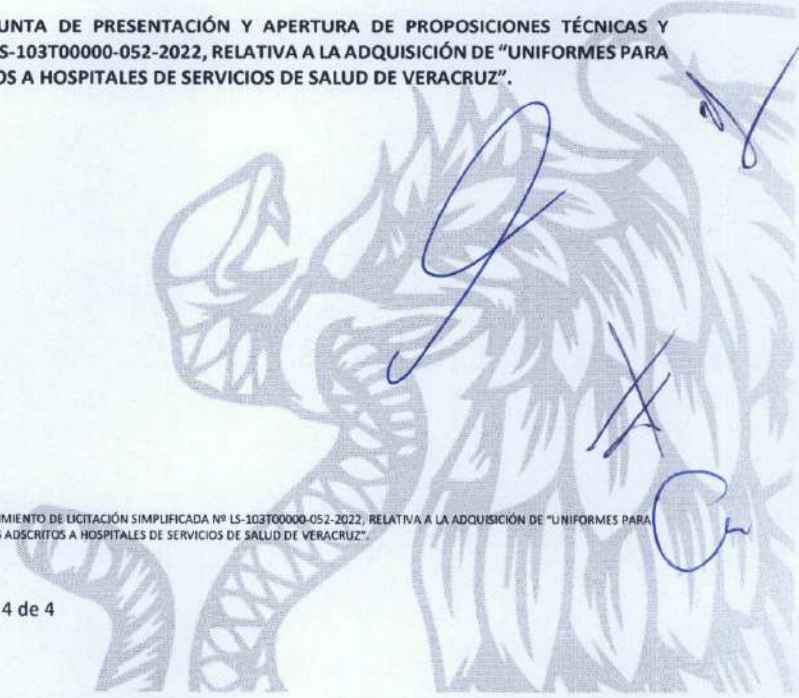 UNTA DE PRESENTACIÓN Y APERTURA DE PROPOSICIONES TÉCNICAS Y
S-103T00000-052-2022, RELATIVA A LA ADQUISICIÓN DE “UNIFORMES PARA
OS A HOSPITALES DE SERVICIOS DE SALUD DE VERACRUZ”.
MIENTO DE LICITACIÓN SIMPLIFICADA Nº LS-103T00000-052-2022, RELATIVA A LA ADQUISICIÓN DE “UNIFORMES PARA
S ADSCRITOS A HOSPITALES DE SERVICIOS DE SALUD DE VERACRUZ”.
4 de 4